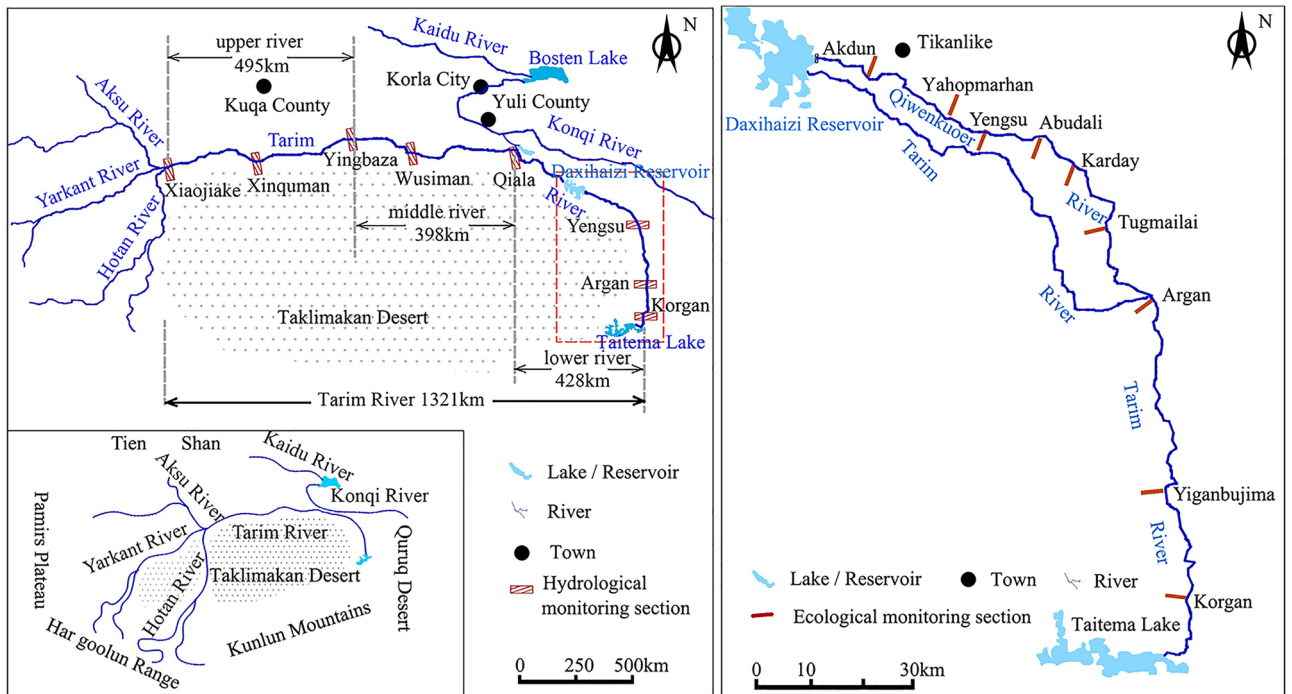 upper river
495km
Kuqa County
Kaidu River
Bosten Lake
Korla City
Yuli County
Konqi River
N
Aksu River
Yarkant River
Hotan River
Tarim
Yingbaza
Xiaojiake
Xinquman
Wusiman
Qiala
Daxihaizi Reservoir
River
middle river
398km
Yengsu
Argan
Korgan
Taklimakan Desert
Taitema Lake
lower river
428km
Tarim River 1321km
Tien Shan
Kaidu River
Aksu River
Konqi River
Pamirs Plateau
Yarkant River
Tarim River
Taklimakan Desert
Hotan River
Quruq Desert
Kunlun Mountains
Har goolun Range
Lake / Reservoir
River
Town
Hydrological
monitoring section
0 250 500km
N
Akdun
Tikanlike
Yahopmarhan
Daxihaizi Reservoir
Qiwenkuoer
Yengsu
Abudali
Tarim
Karday
River
Tugmailai
River
Argan
Tarim
Yiganbujima
River
Korgan
Taitema Lake
Lake / Reservoir
Town
River
Ecological monitoring section
0 10 30km